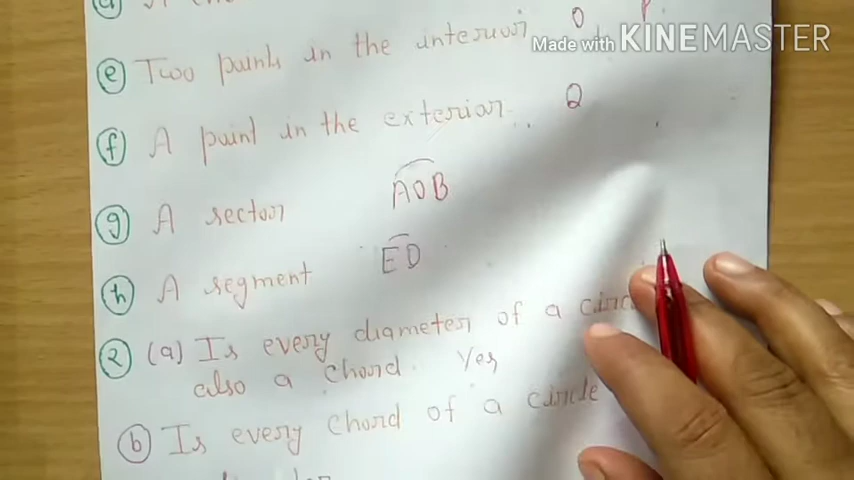 (e) Two points in the interior O P.
Made with KINEMASTER
(f) A point in the exterior Q
(g) A sector AOB
(h) A segment ED
(2) (a) Is every diameter of a circ
also a chord. Yes
(b) Is every chord of a circle